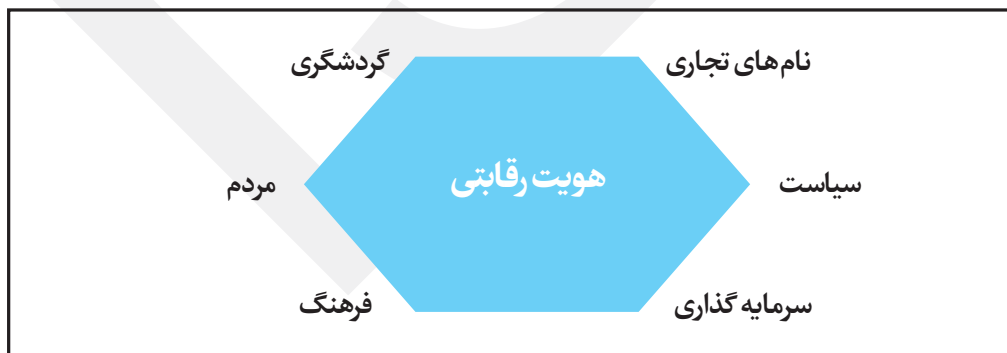 نام‌های تجاری
گردشگری
سیاست
هویت رقابتی
مردم
سرمایه گذاری
فرهنگ